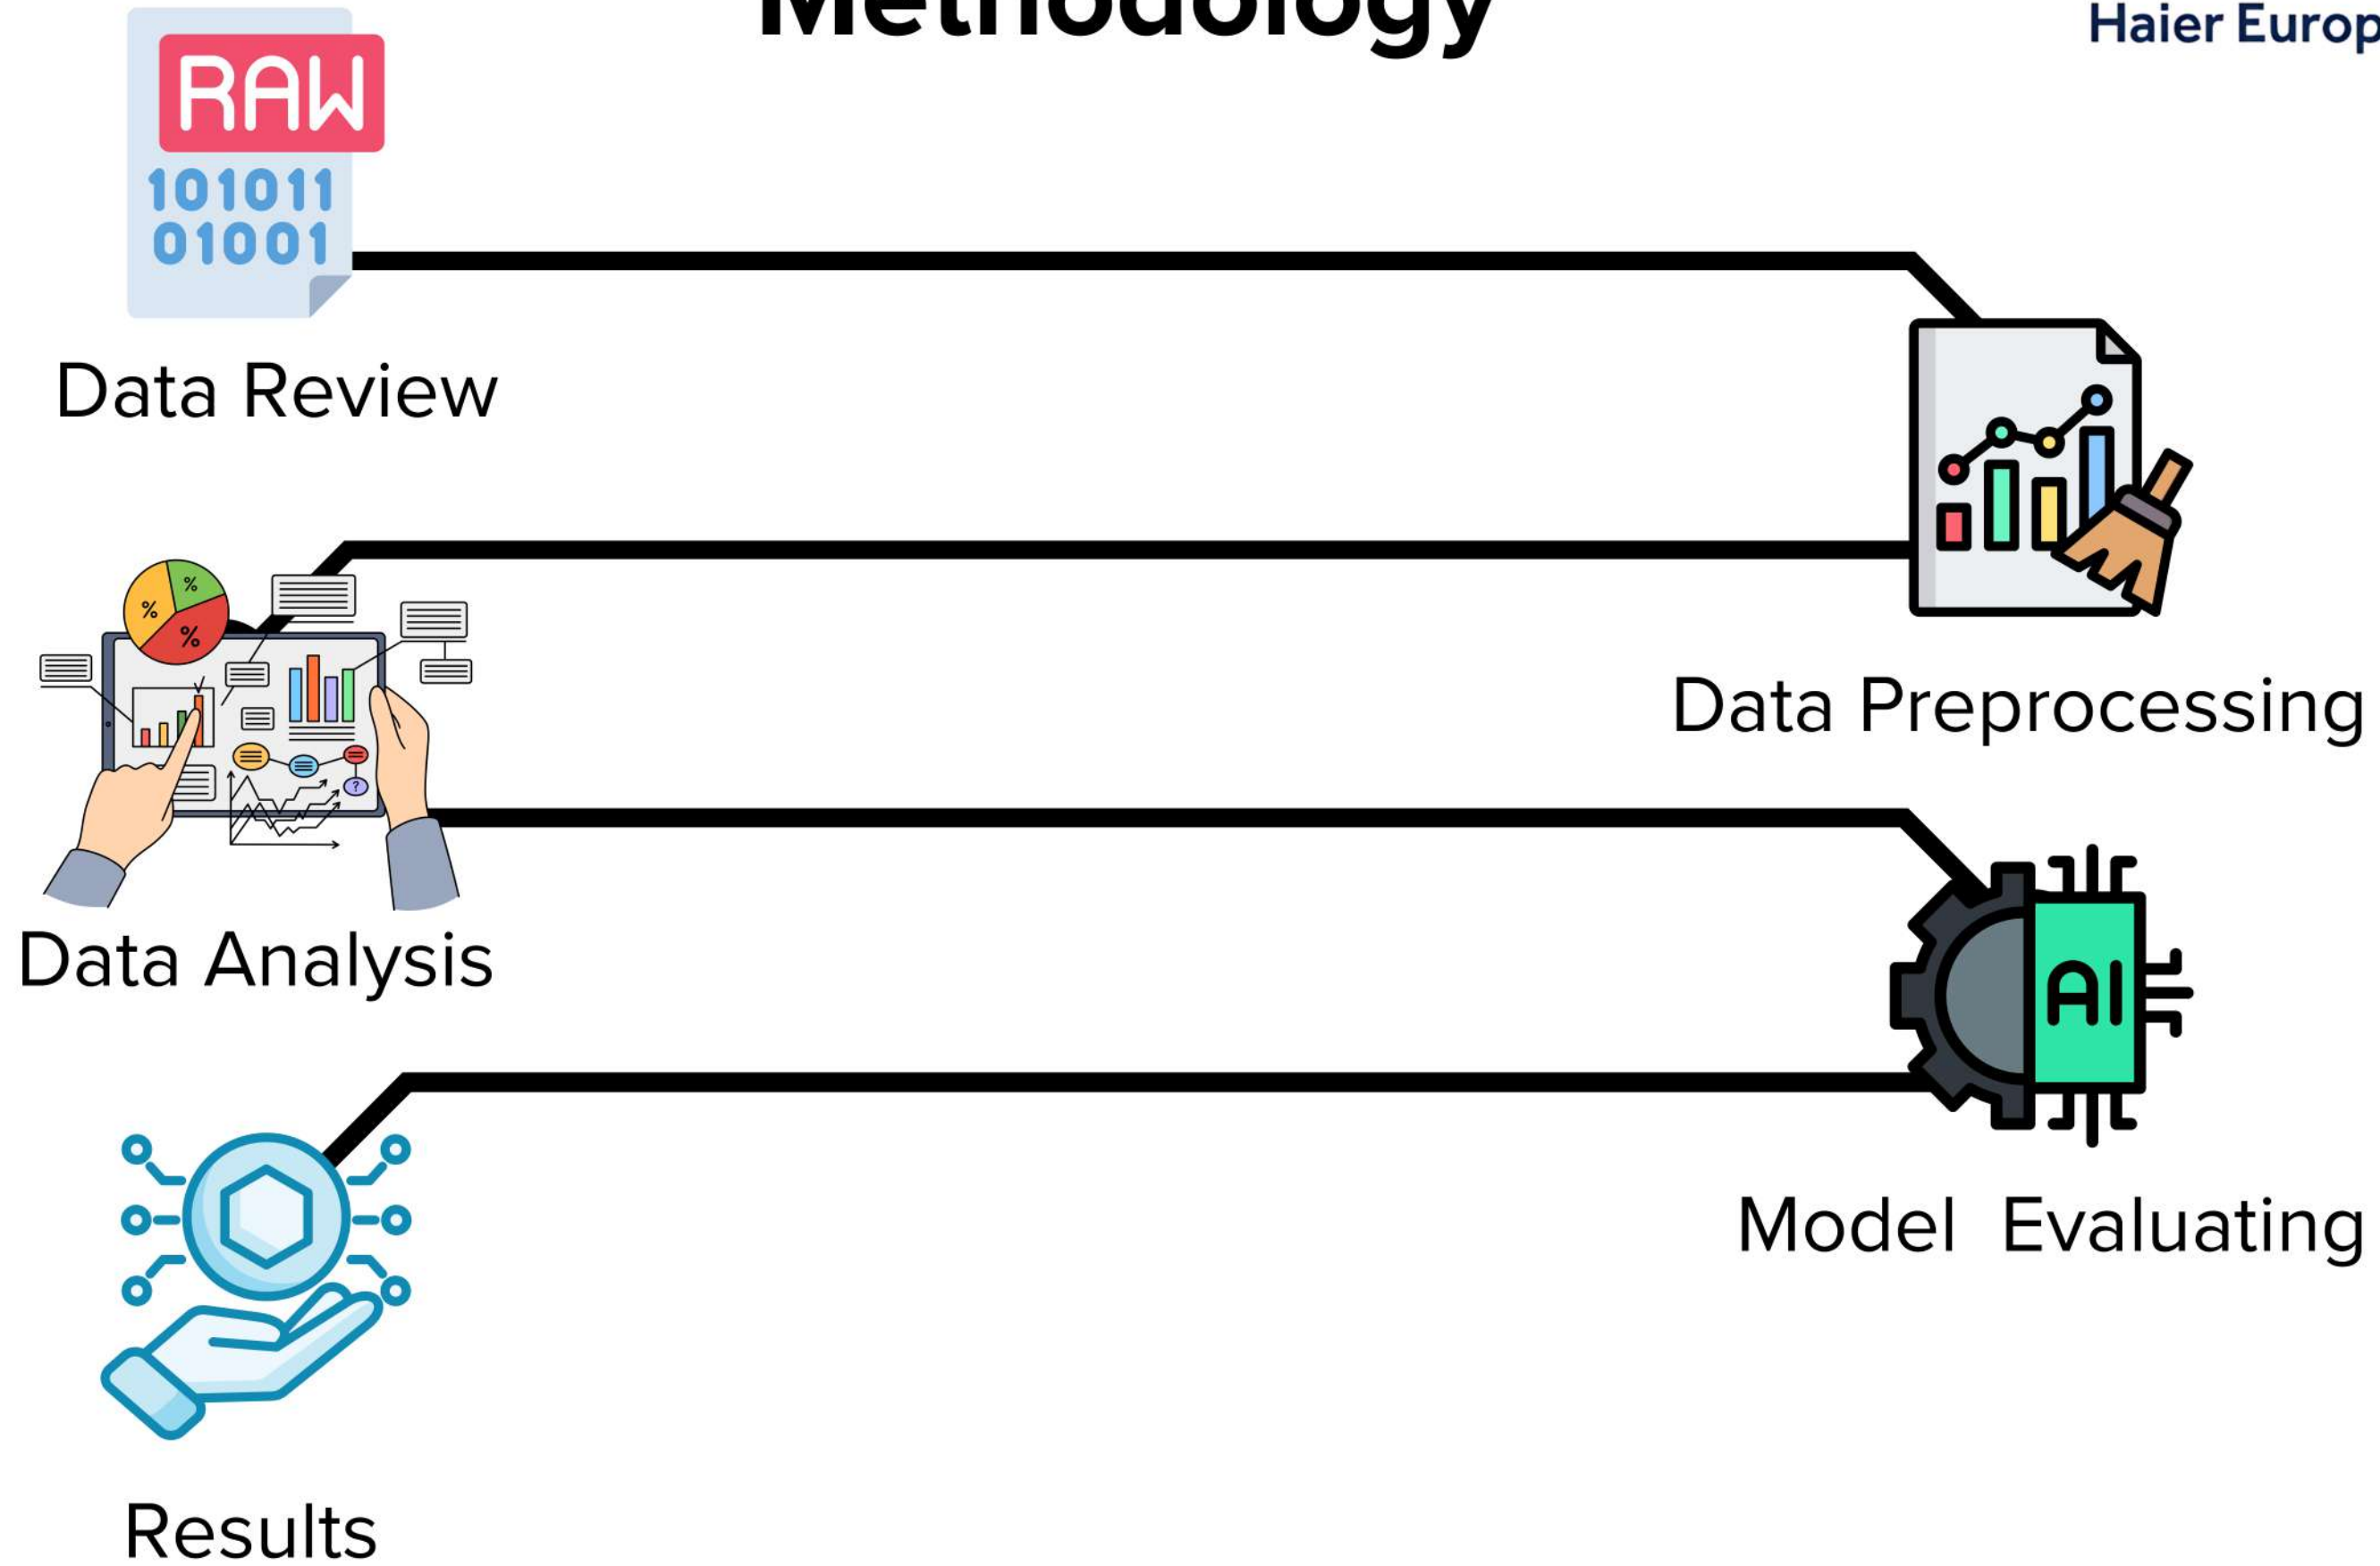 Methodology
Haier Europ
RAW
101011
01001
Data Review
%
%
%
Data Preprocessing
?
Data Analysis
AI
Model Evaluating
Results